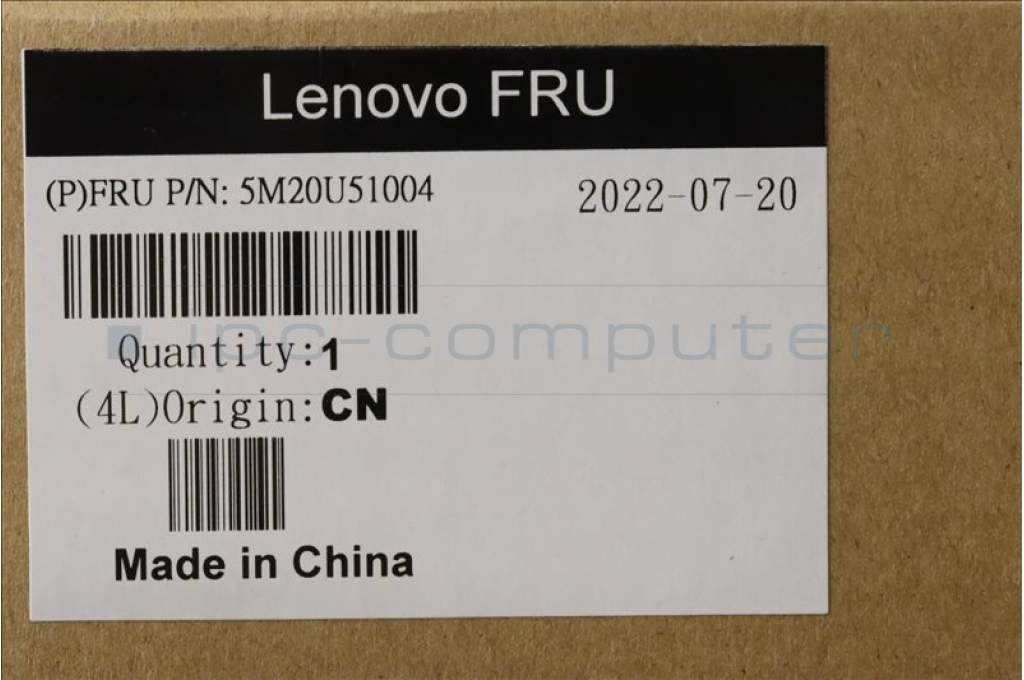 Lenovo FRU
(P)FRU P/N: 5M20U51004
2022-07-20
ipc-computer
Quantity:1
(4L)Origin:CN
Made in China